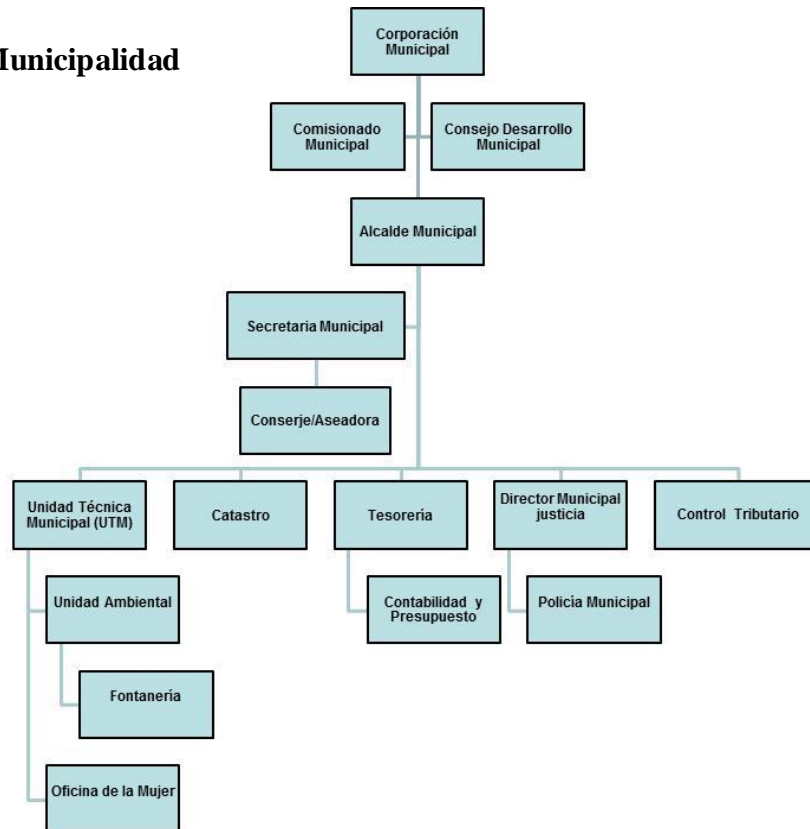 Municipalidad
Corporación
Municipal
Comisionado
Municipal
Consejo Desarrollo
Municipal
Alcalde Municipal
Secretaria Municipal
Conserje/Aseadora
Unidad Técnica
Municipal (UTM)
Catastro
Tesorería
Director Municipal
justicia
Control Tributario
Unidad Ambiental
Contabilidad y
Presupuesto
Policía Municipal
Fontanería
Oficina de la Mujer